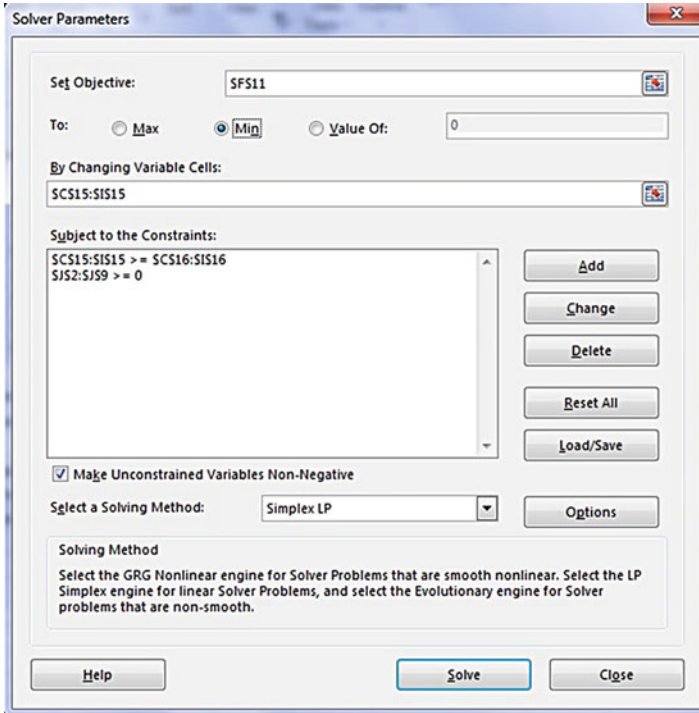 Solver Parameters
Set Objective: $F$11
To: Max Min Value Of: 0
By Changing Variable Cells:
$C$15:$I$15
Subject to the Constraints:
$C$15:$I$15 >= $C$16:$I$16
$J$2:$J$9 >= 0
Add
Change
Delete
Reset All
Load/Save
Make Unconstrained Variables Non-Negative
Select a Solving Method: Simplex LP Options
Solving Method
Select the GRG Nonlinear engine for Solver Problems that are smooth nonlinear. Select the LP
Simplex engine for linear Solver Problems, and select the Evolutionary engine for Solver
problems that are non-smooth.
Help Solve Close